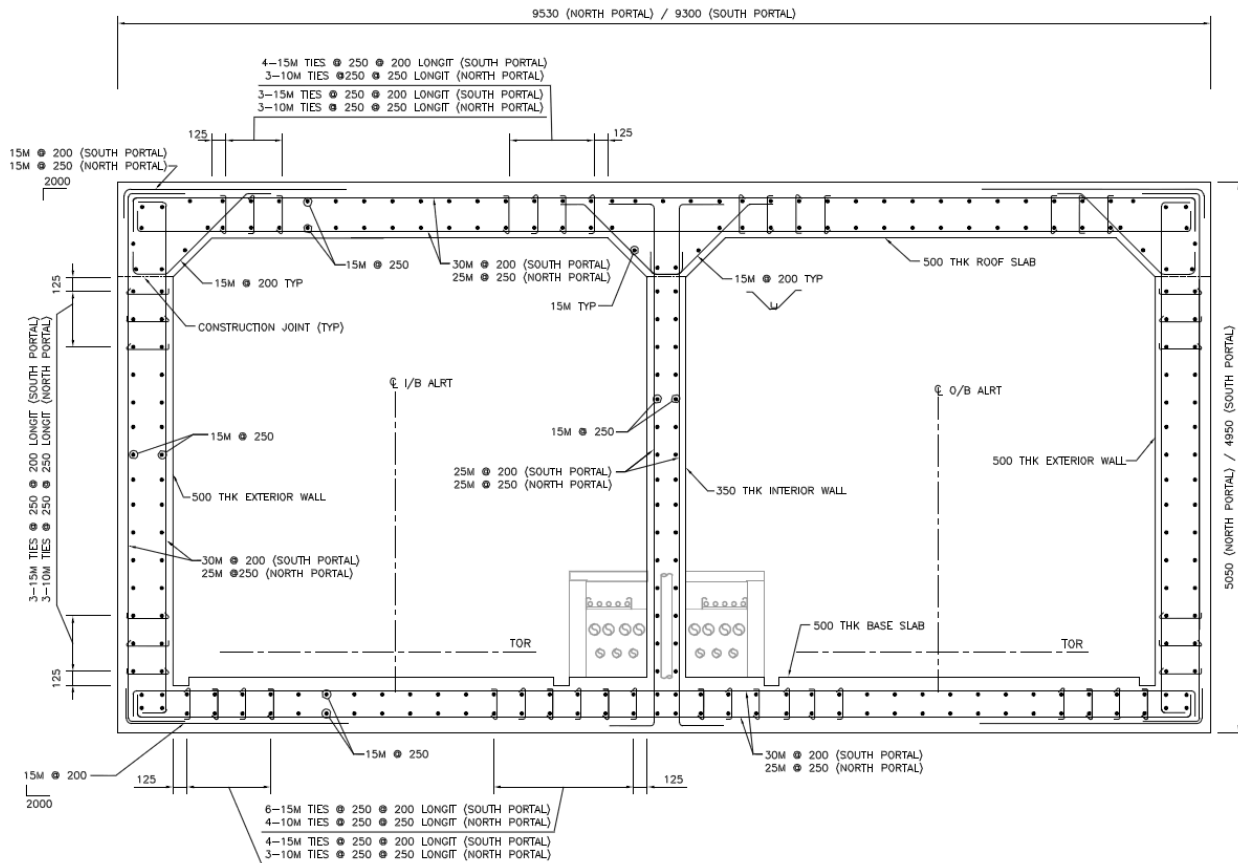 9530 (NORTH PORTAL) / 9300 (SOUTH PORTAL)
4-15M TIES @ 250 @ 200 LONGIT (SOUTH PORTAL)
3-10M TIES @250 @ 250 LONGIT (NORTH PORTAL)
3-15M TIES @ 250 @ 200 LONGIT (SOUTH PORTAL)
3-10M TIES @ 250 @ 250 LONGIT (NORTH PORTAL)
125
125
15M @ 200 (SOUTH PORTAL)
15M @ 250 (NORTH PORTAL)
2000
15M @ 250
30M @ 200 (SOUTH PORTAL)
25M @ 250 (NORTH PORTAL)
500 THK ROOF SLAB
15M @ 200 TYP
15M @ 200 TYP
15M TYP
125
CONSTRUCTION JOINT (TYP)
3-15M TIES @ 250 @ 200 LONGIT (SOUTH PORTAL)
3-10M TIES @ 250 @ 250 LONGIT (NORTH PORTAL)
℄ I/B ALRT
℄ O/B ALRT
5050 (NORTH PORTAL) / 4950 (SOUTH PORTAL)
15M @ 250
15M @ 250
500 THK EXTERIOR WALL
25M @ 200 (SOUTH PORTAL)
25M @ 250 (NORTH PORTAL)
350 THK INTERIOR WALL
500 THK EXTERIOR WALL
30M @ 200 (SOUTH PORTAL)
25M @250 (NORTH PORTAL)
500 THK BASE SLAB
TOR
TOR
125
15M @ 250
30M @ 200 (SOUTH PORTAL)
25M @ 250 (NORTH PORTAL)
15M @ 200
2000
125
125
6-15M TIES @ 250 @ 200 LONGIT (SOUTH PORTAL)
4-10M TIES @ 250 @ 250 LONGIT (NORTH PORTAL)
4-15M TIES @ 250 @ 200 LONGIT (SOUTH PORTAL)
3-10M TIES @ 250 @ 250 LONGIT (NORTH PORTAL)